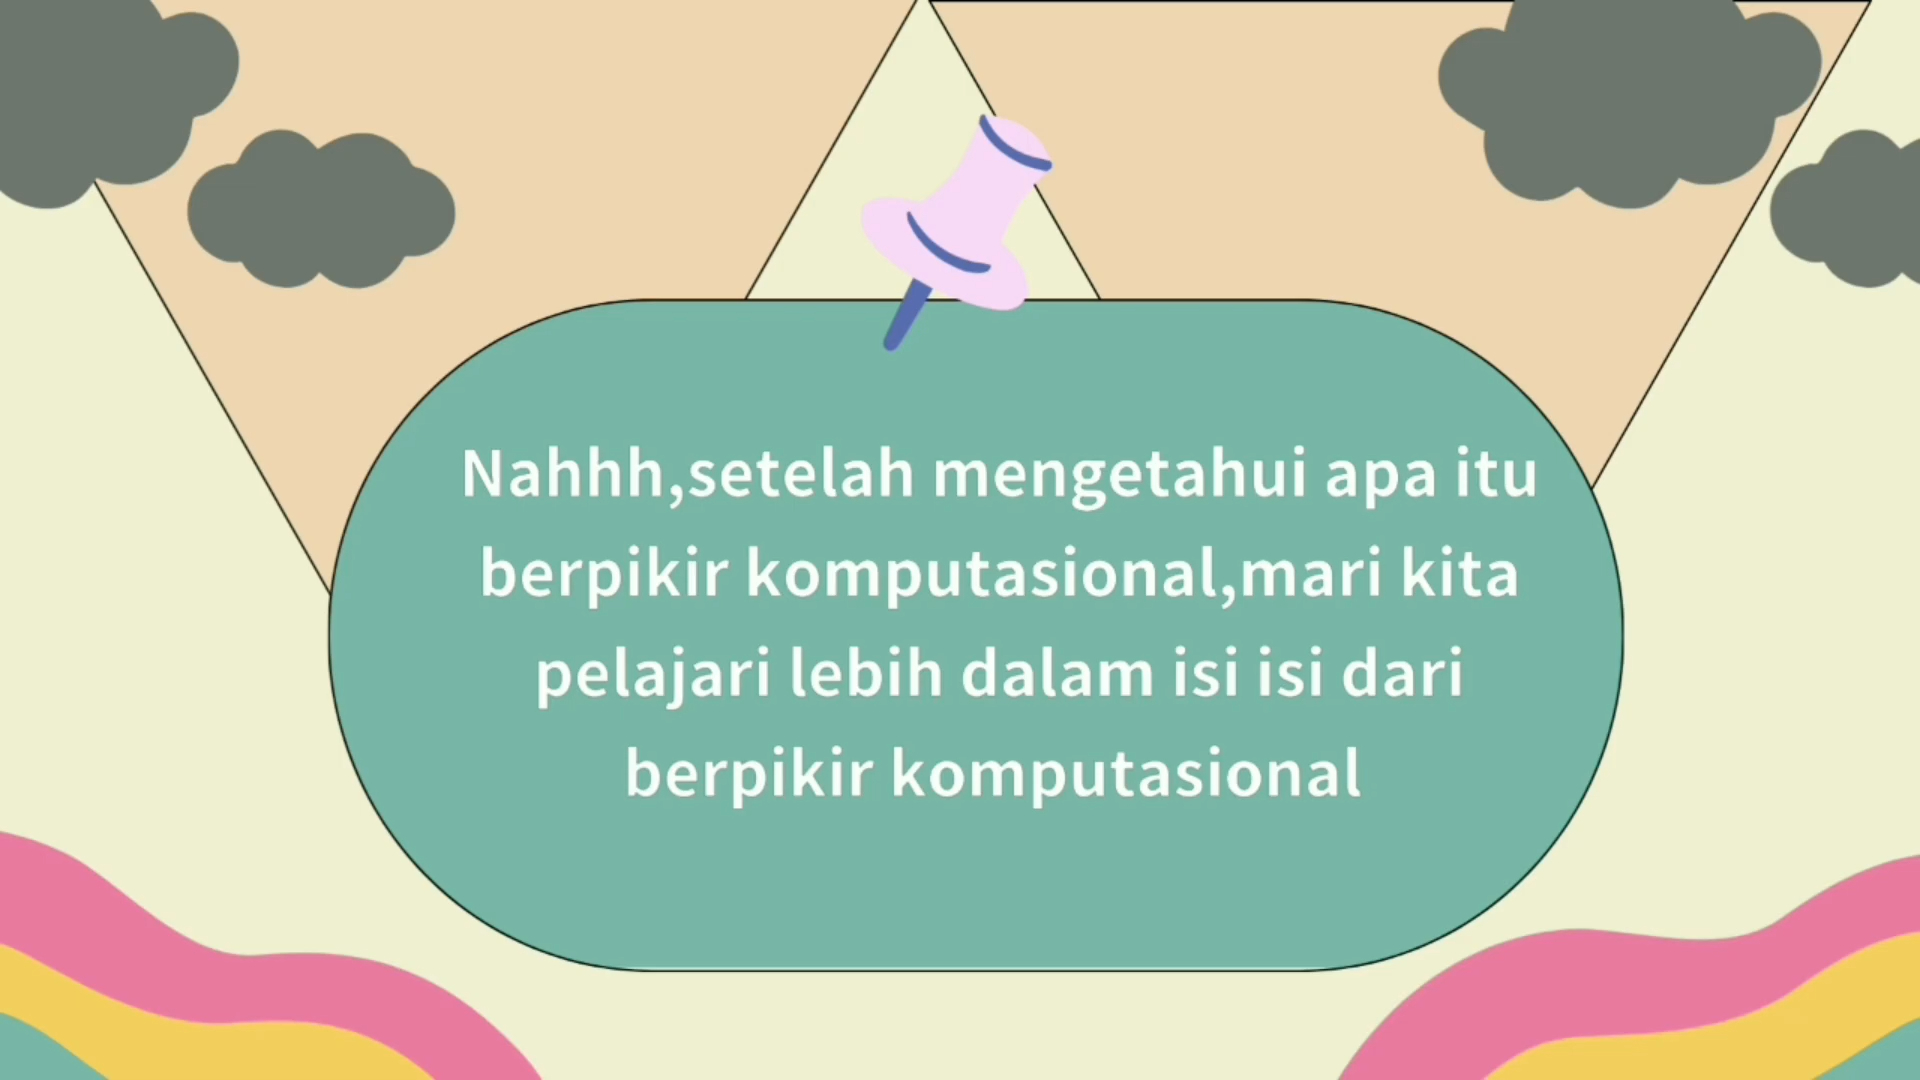 Nahhh,setelah mengetahui apa itu
berpikir komputasional,mari kita
pelajari lebih dalam isi isi dari
berpikir komputasional